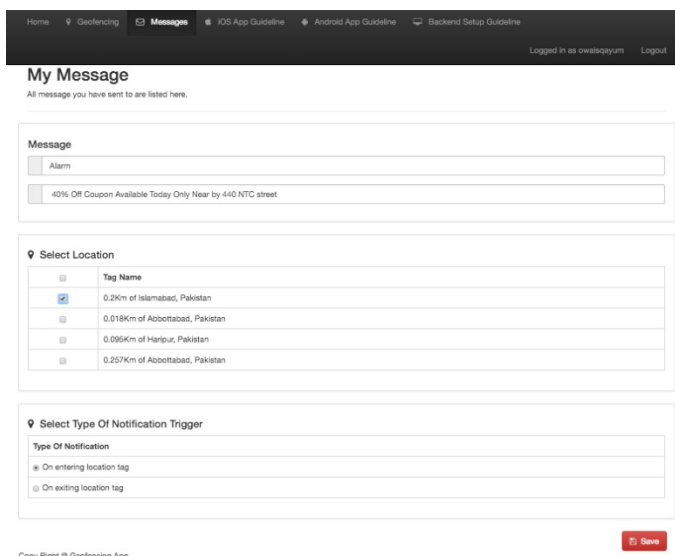 Home Geofencing Messages iOS App Guideline Android App Guideline Backend Setup Guideline
Logged in as owaisqayum Logout
My Message
All message you have sent to are listed here.
Message
Alarm
40% Off Coupon Available Today Only Near by 440 NTC street
Select Location
Tag Name
0.2Km of Islamabad, Pakistan
0.018Km of Abbottabad, Pakistan
0.095Km of Haripur, Pakistan
0.257Km of Abbottabad, Pakistan
Select Type Of Notification Trigger
Type Of Notification
On entering location tag
On exiting location tag
Save
Copy Right @ Geofencing App